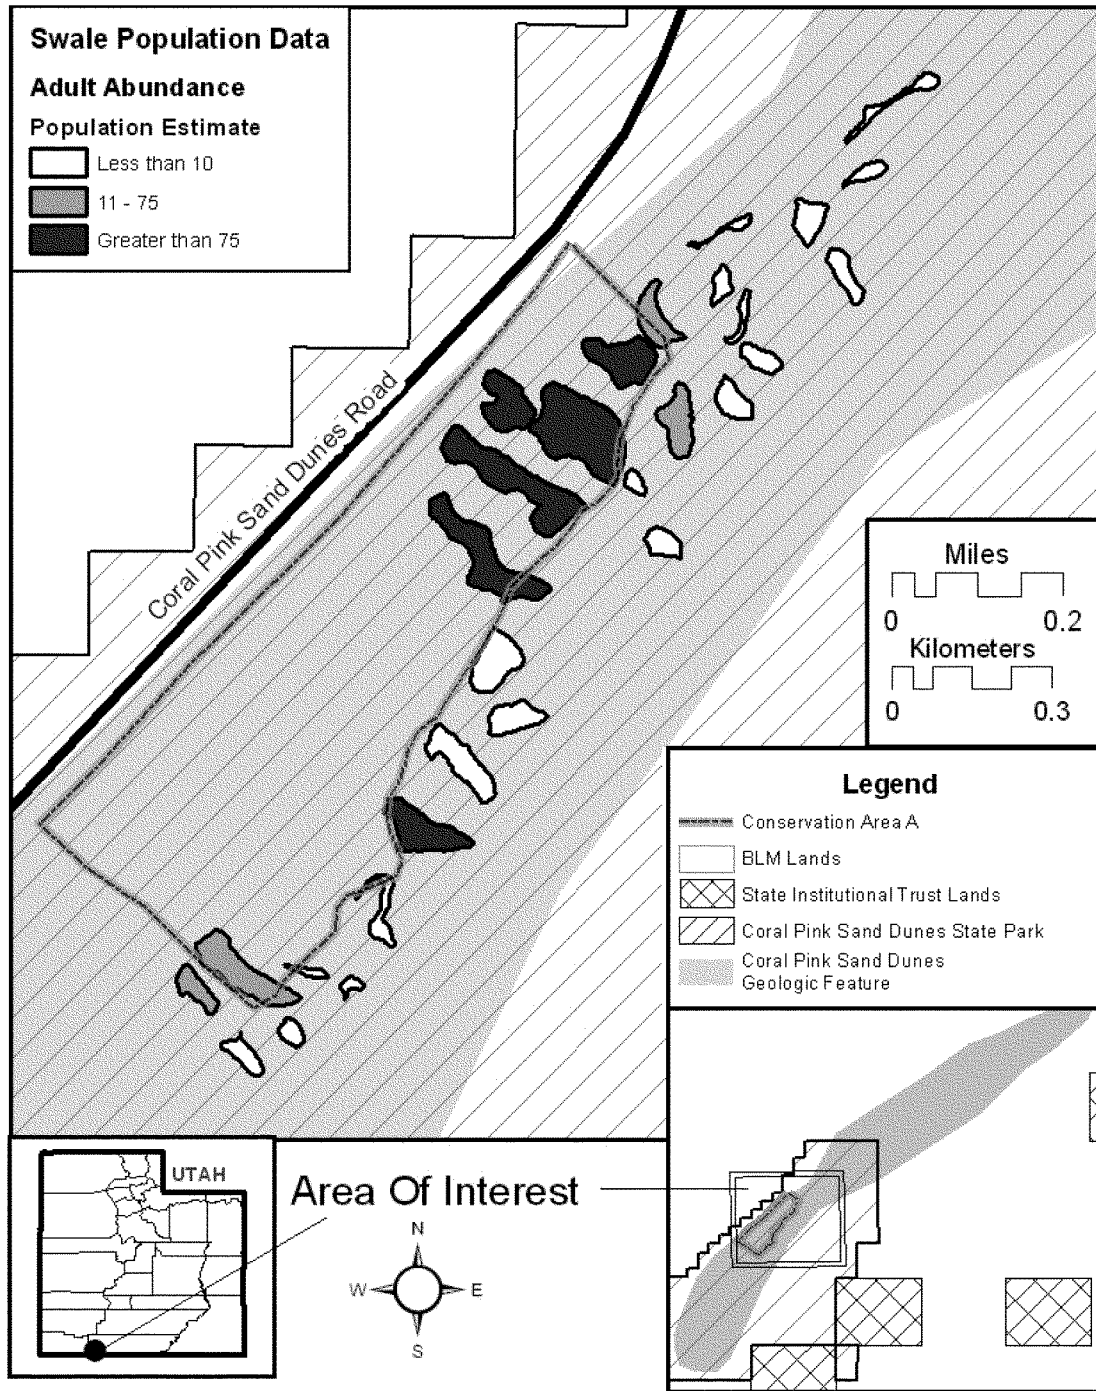 Swale Population Data
Adult Abundance
Population Estimate
Less than 10
11 - 75
Greater than 75
Coral Pink Sand Dunes Road
Miles
0 0.2
Kilometers
0 0.3
Legend
Conservation Area A
BLM Lands
State Institutional Trust Lands
Coral Pink Sand Dunes State Park
Coral Pink Sand Dunes
Geologic Feature
UTAH
Area Of Interest
N
W E
S